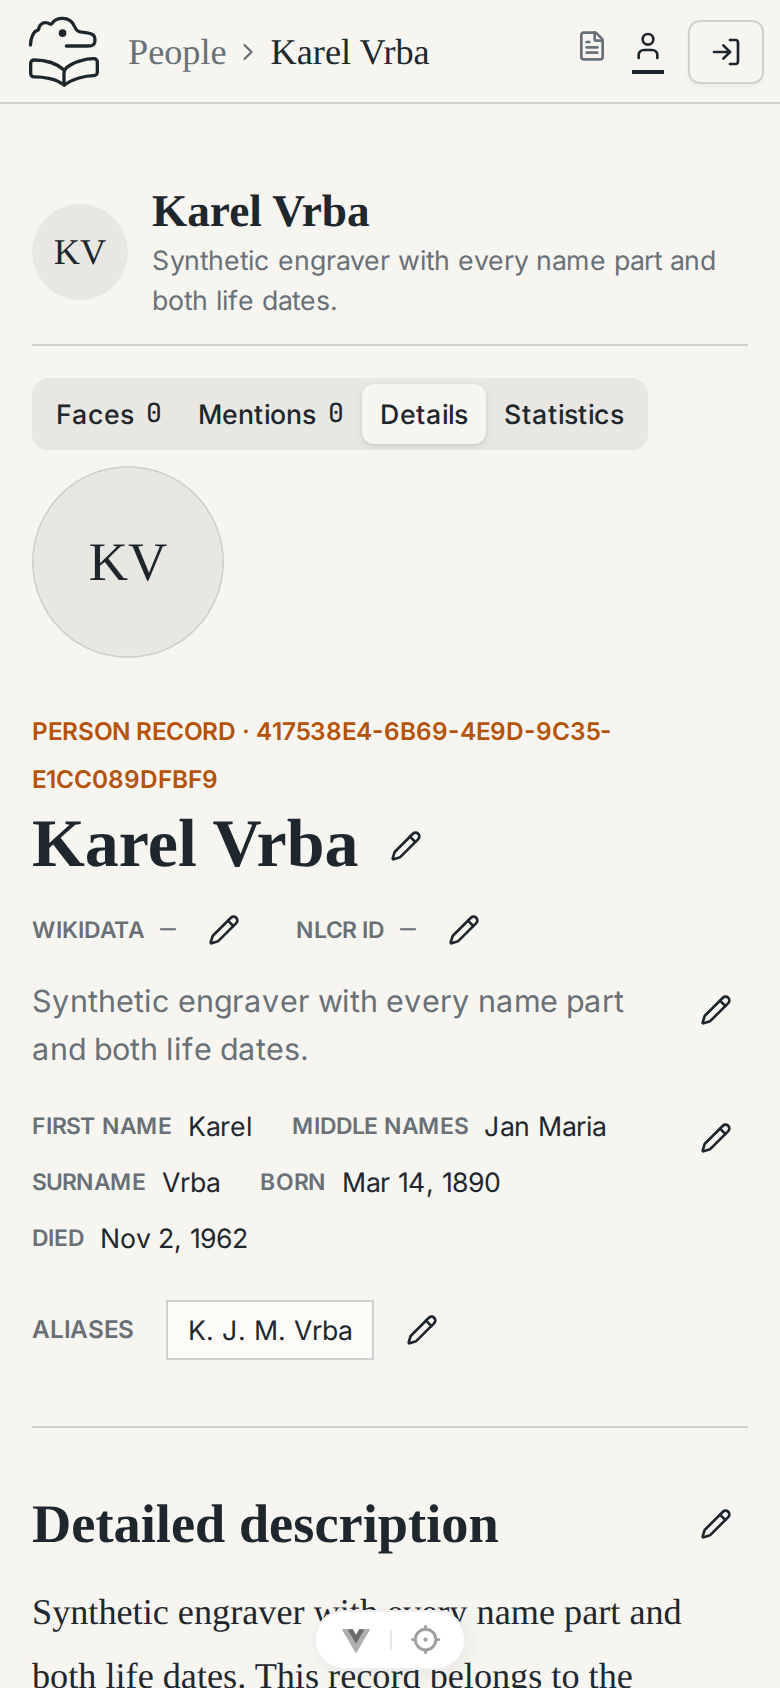 People > Karel Vrba
KV
Karel Vrba
Synthetic engraver with every name part and
both life dates.
Faces 0 Mentions 0 Details Statistics
KV
PERSON RECORD · 417538E4-6B69-4E9D-9C35-
E1CC089DFBF9
Karel Vrba
WIKIDATA –
NLCR ID –
Synthetic engraver with every name part
and both life dates.
FIRST NAME Karel MIDDLE NAMES Jan Maria
SURNAME Vrba BORN Mar 14, 1890
DIED Nov 2, 1962
ALIASES K. J. M. Vrba
Detailed description
Synthetic engraver with every name part and
both life dates. This record belongs to the